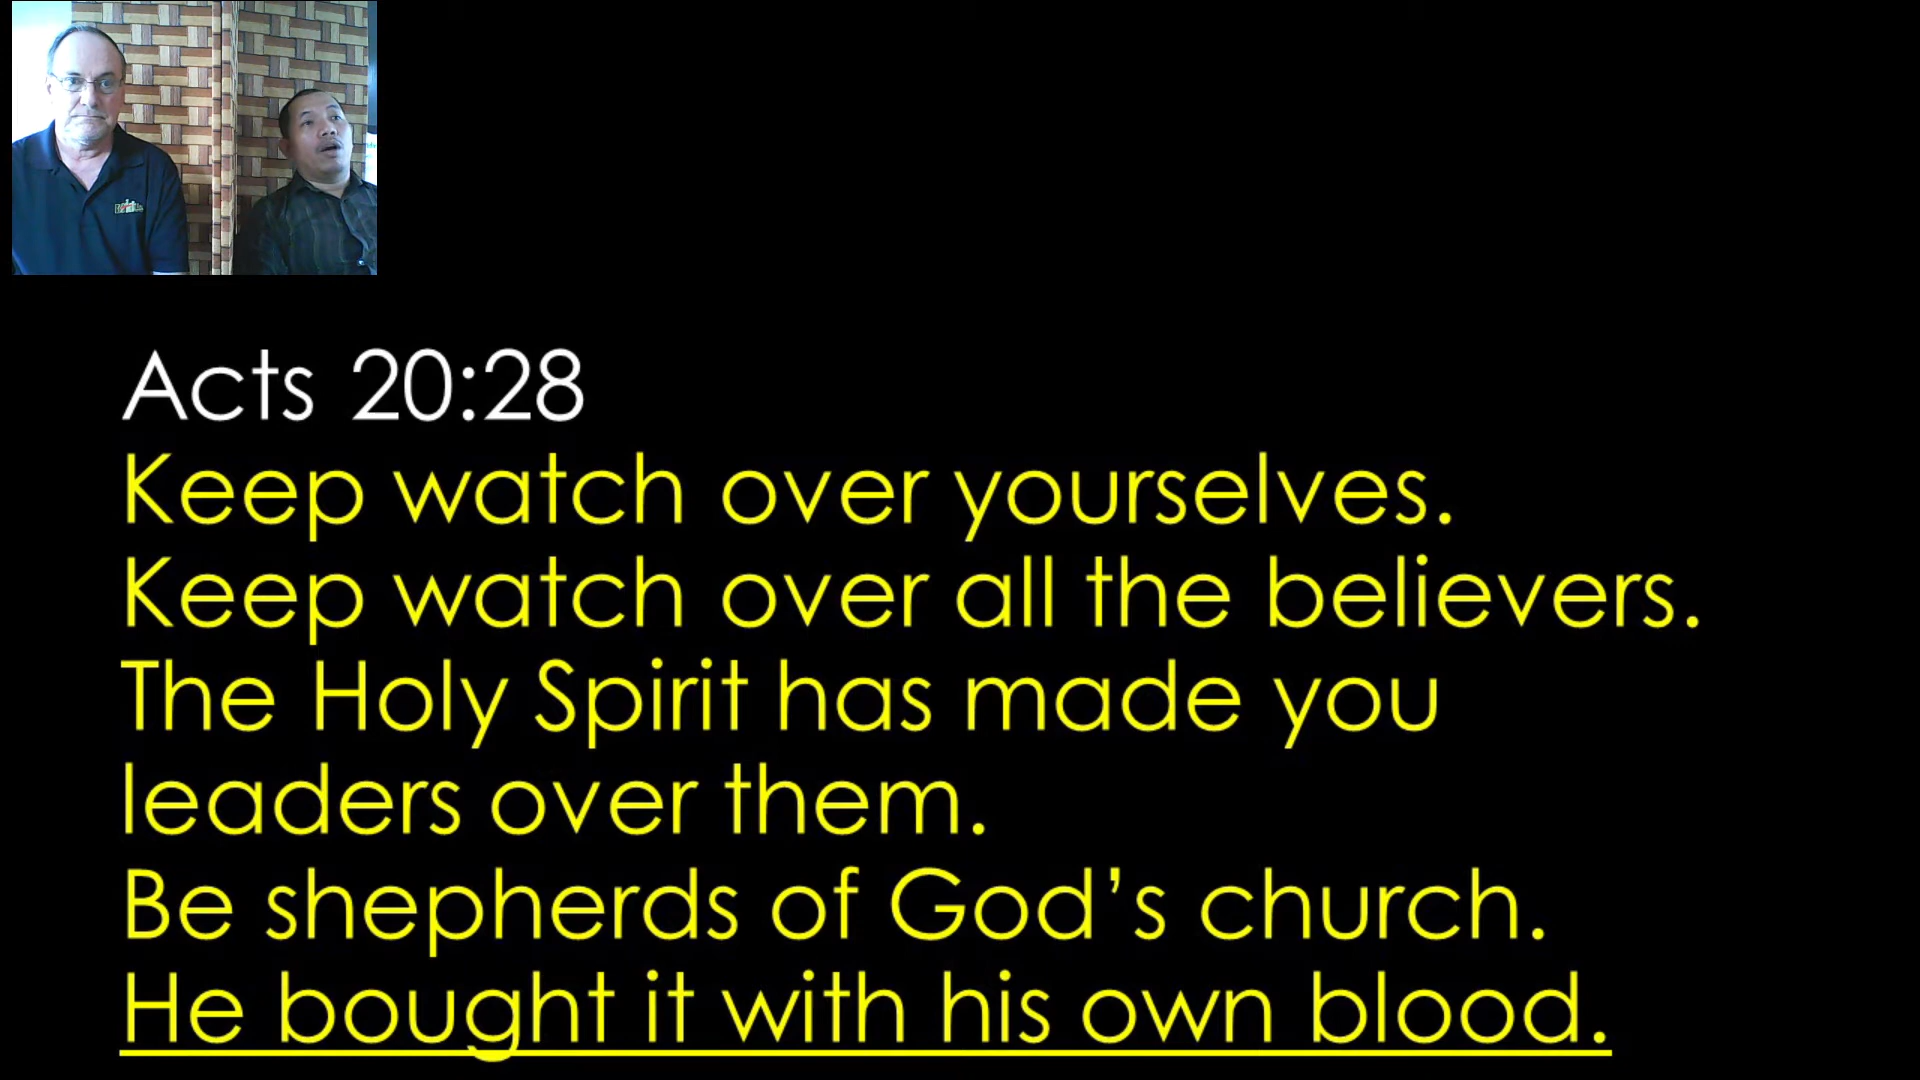 Acts 20:28
Keep watch over yourselves.
Keep watch over all the believers.
The Holy Spirit has made you
leaders over them.
Be shepherds of God’s church.
He bought it with his own blood.